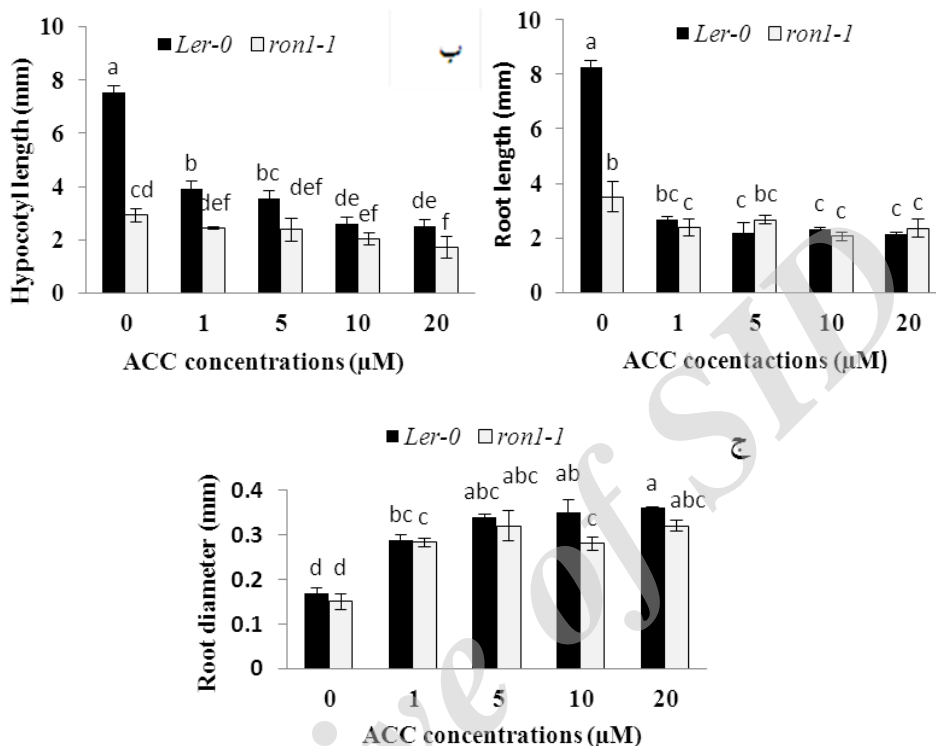 Ler-0 ron1-1
ب
Hypocotyl length (mm)
10
8
6
4
2
0
a
cd
b
def
bc
def
de
ef
de
f
0 1 5 10 20
ACC concentrations (µM)
Ler-0 ron1-1
Root length (mm)
10
8
6
4
2
0
a
b
bc
c
c
bc
c
c
c
c
0 1 5 10 20
ACC cocentactions (µM)
Ler-0 ron1-1
ج
Root diameter (mm)
0.4
0.3
0.2
0.1
0
d
d
bc
c
abc
abc
ab
c
a
abc
0 1 5 10 20
ACC concentrations (µM)
ive of SID